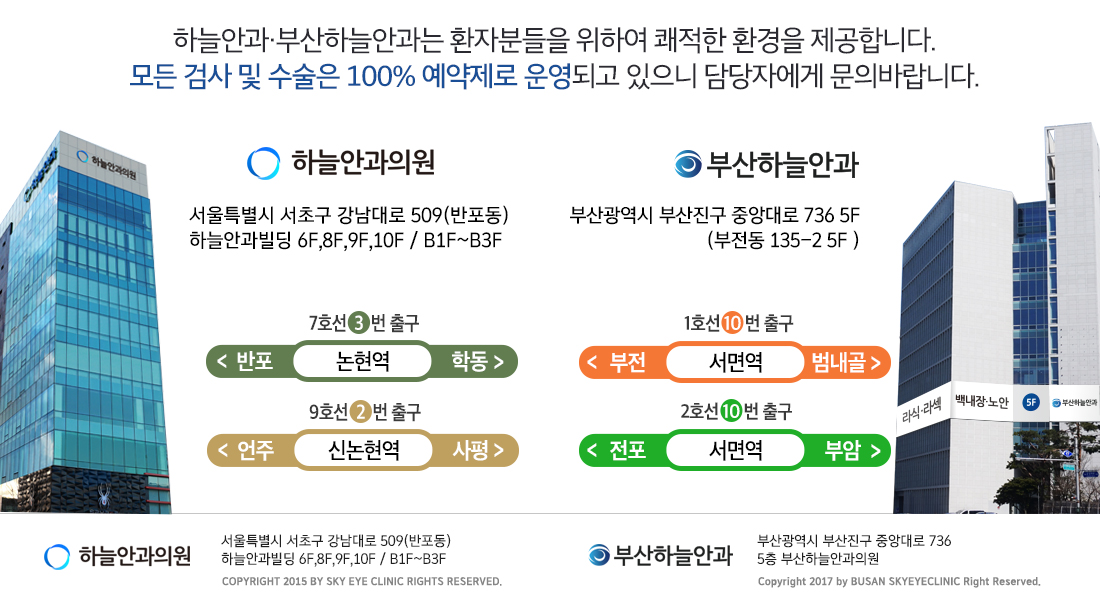 하늘안과·부산하늘안과는 환자분들을 위하여 쾌적한 환경을 제공합니다.
모든 검사 및 수술은 100% 예약제로 운영되고 있으니 담당자에게 문의바랍니다.
하늘안과의원
하늘안과의원
서울특별시 서초구 강남대로 509(반포동)
하늘안과빌딩 6F,8F,9F,10F / B1F~B3F
7호선 3 번 출구
< 반포 논현역 학동 >
9호선 2 번 출구
< 언주 신논현역 사평 >
부산하늘안과
부산광역시 부산진구 중앙대로 736 5F
(부전동 135-2 5F )
1호선 10 번 출구
< 부전 서면역 범내골 >
2호선 10 번 출구
< 전포 서면역 부암 >
라식·라섹 백내장·노안 5F 부산하늘안과
하늘안과의원
서울특별시 서초구 강남대로 509(반포동)
하늘안과빌딩 6F,8F,9F,10F / B1F~B3F
COPYRIGHT 2015 BY SKY EYE CLINIC RIGHTS RESERVED.
부산하늘안과
부산광역시 부산진구 중앙대로 736
5층 부산하늘안과의원
Copyright 2017 by BUSAN SKYEYECLINIC Right Reserved.